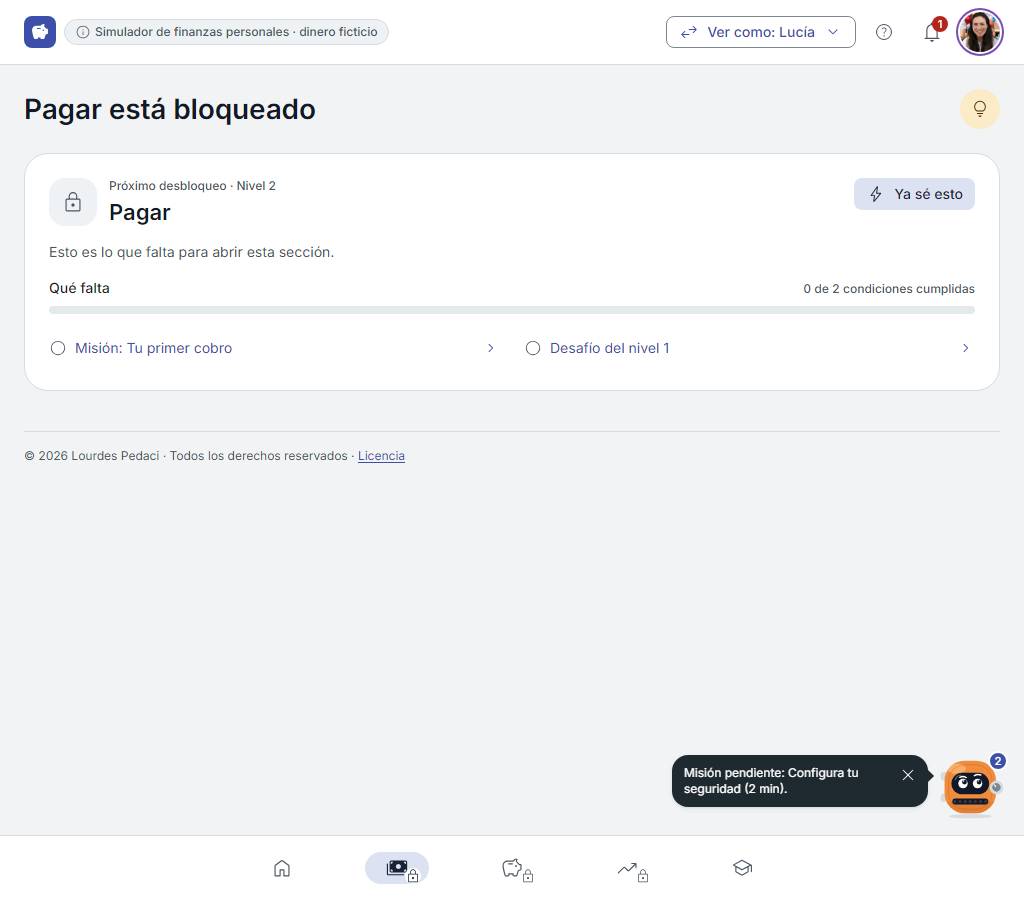 Simulador de finanzas personales · dinero ficticio
Ver como: Lucía
1
Pagar está bloqueado
Próximo desbloqueo · Nivel 2
Pagar
Ya sé esto
Esto es lo que falta para abrir esta sección.
Qué falta
0 de 2 condiciones cumplidas
Misión: Tu primer cobro
Desafío del nivel 1
© 2026 Lourdes Pedaci · Todos los derechos reservados · Licencia
Misión pendiente: Configura tu
seguridad (2 min).
2